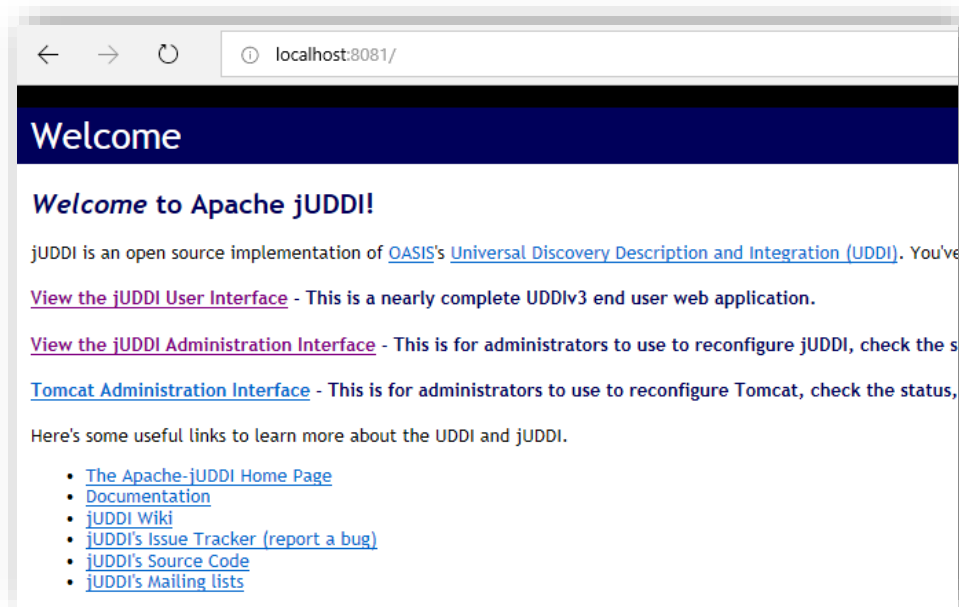 localhost:8081/
Welcome
Welcome to Apache jUDDI!
jUDDI is an open source implementation of OASIS's Universal Discovery Description and Integration (UDDI). You've
View the jUDDI User Interface - This is a nearly complete UDDIv3 end user web application.
View the jUDDI Administration Interface - This is for administrators to use to reconfigure jUDDI, check the s
Tomcat Administration Interface - This is for administrators to use to reconfigure Tomcat, check the status,
Here's some useful links to learn more about the UDDI and jUDDI.
• The Apache-jUDDI Home Page
• Documentation
• jUDDI Wiki
• jUDDI's Issue Tracker (report a bug)
• jUDDI's Source Code
• jUDDI's Mailing lists